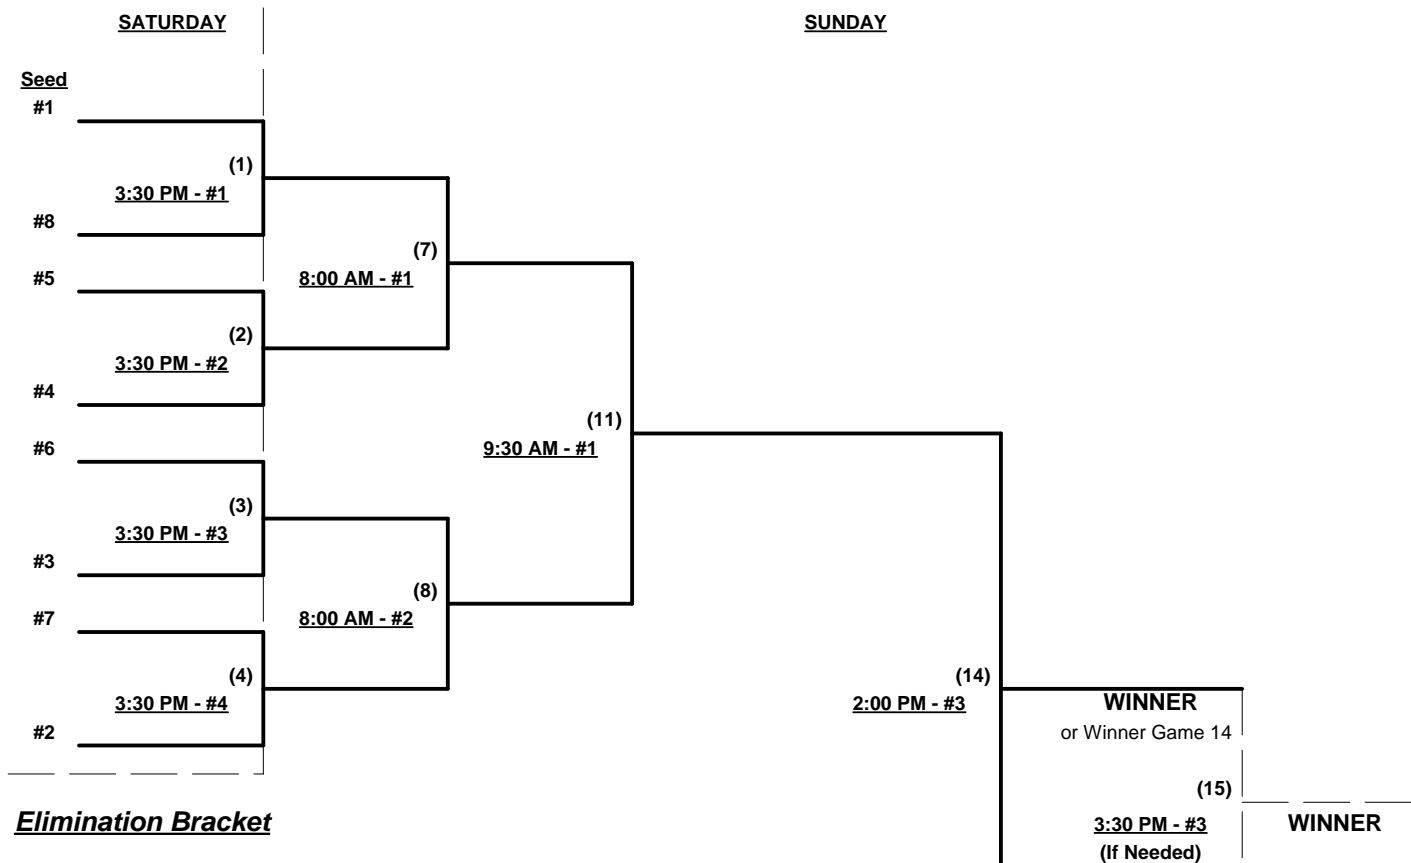 SATURDAY
SUNDAY
Seed
#1
(1)
3:30 PM - #1
#8
(7)
#5
8:00 AM - #1
(2)
3:30 PM - #2
#4
(11)
#6
9:30 AM - #1
(3)
3:30 PM - #3
#3
(8)
#7
8:00 AM - #2
(4)
(14)
3:30 PM - #4
2:00 PM - #3
WINNER
#2
or Winner Game 14
(15)
Elimination Bracket
3:30 PM - #3
WINNER
(If Needed)